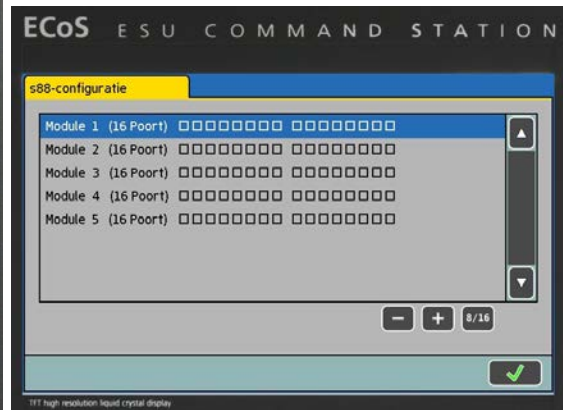 ECoS ESU COMMAND STATION
s88-configuratie
Module 1 (16 Poort)
Module 2 (16 Poort)
Module 3 (16 Poort)
Module 4 (16 Poort)
Module 5 (16 Poort)
8/16
TFT high resolution liquid crystal display